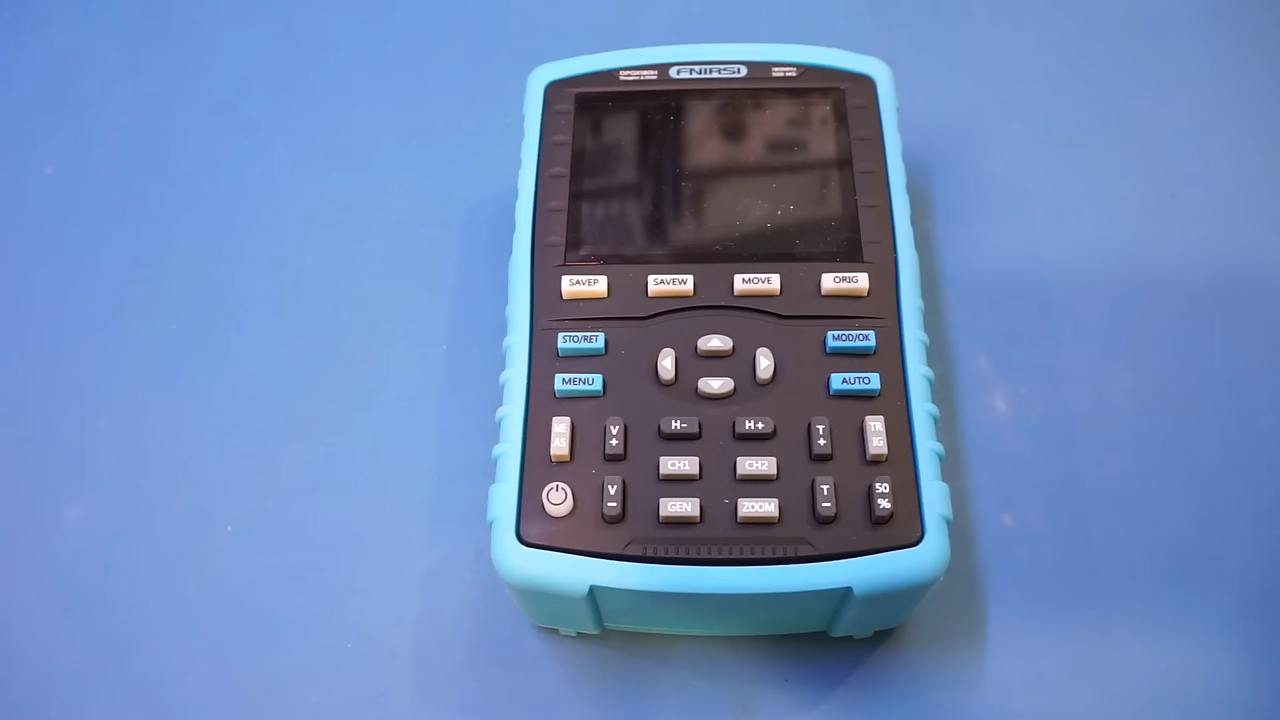 FNIRSI
SAVEP SAVEW MOVE ORIG
STO/RET MOD/OK
MENU AUTO
ME
AS
V
+
H- H+
T
+
TR
IG
CH1 CH2
V
-
GEN ZOOM
T
-
50
%